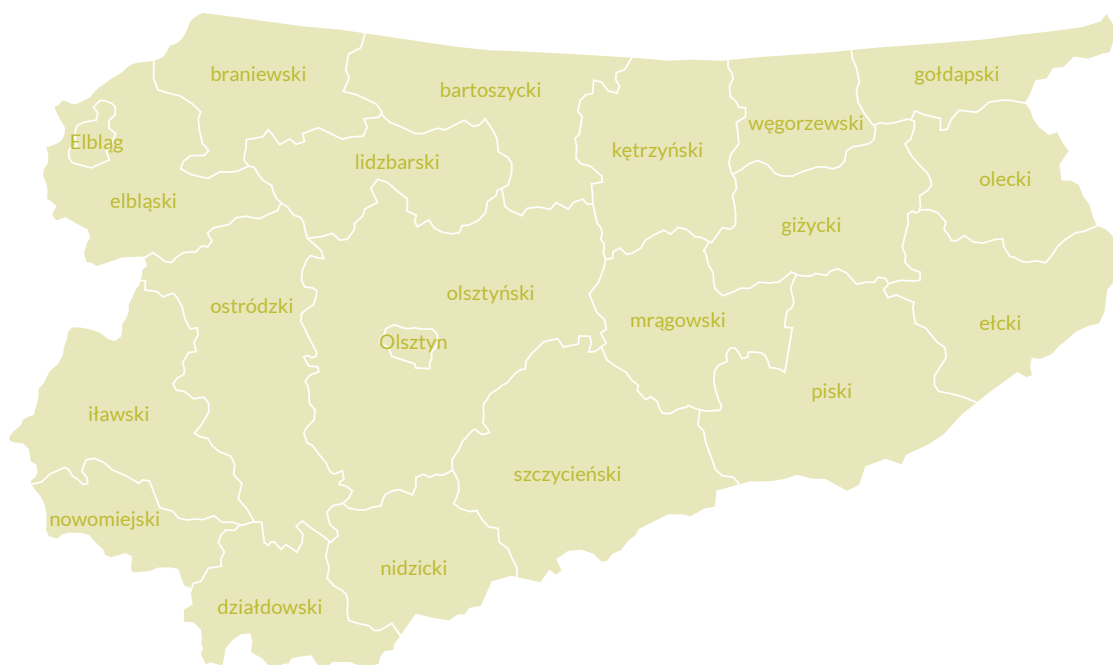 braniewski
gołdapski
bartoszycki
węgorzewski
Elbląg
kętrzyński
lidzbarski
olecki
elbląski
giżycki
olsztyński
ostródzki
mrągowski
ełcki
Olsztyn
piski
iławski
szczycieński
nowomiejski
nidzicki
działdowski